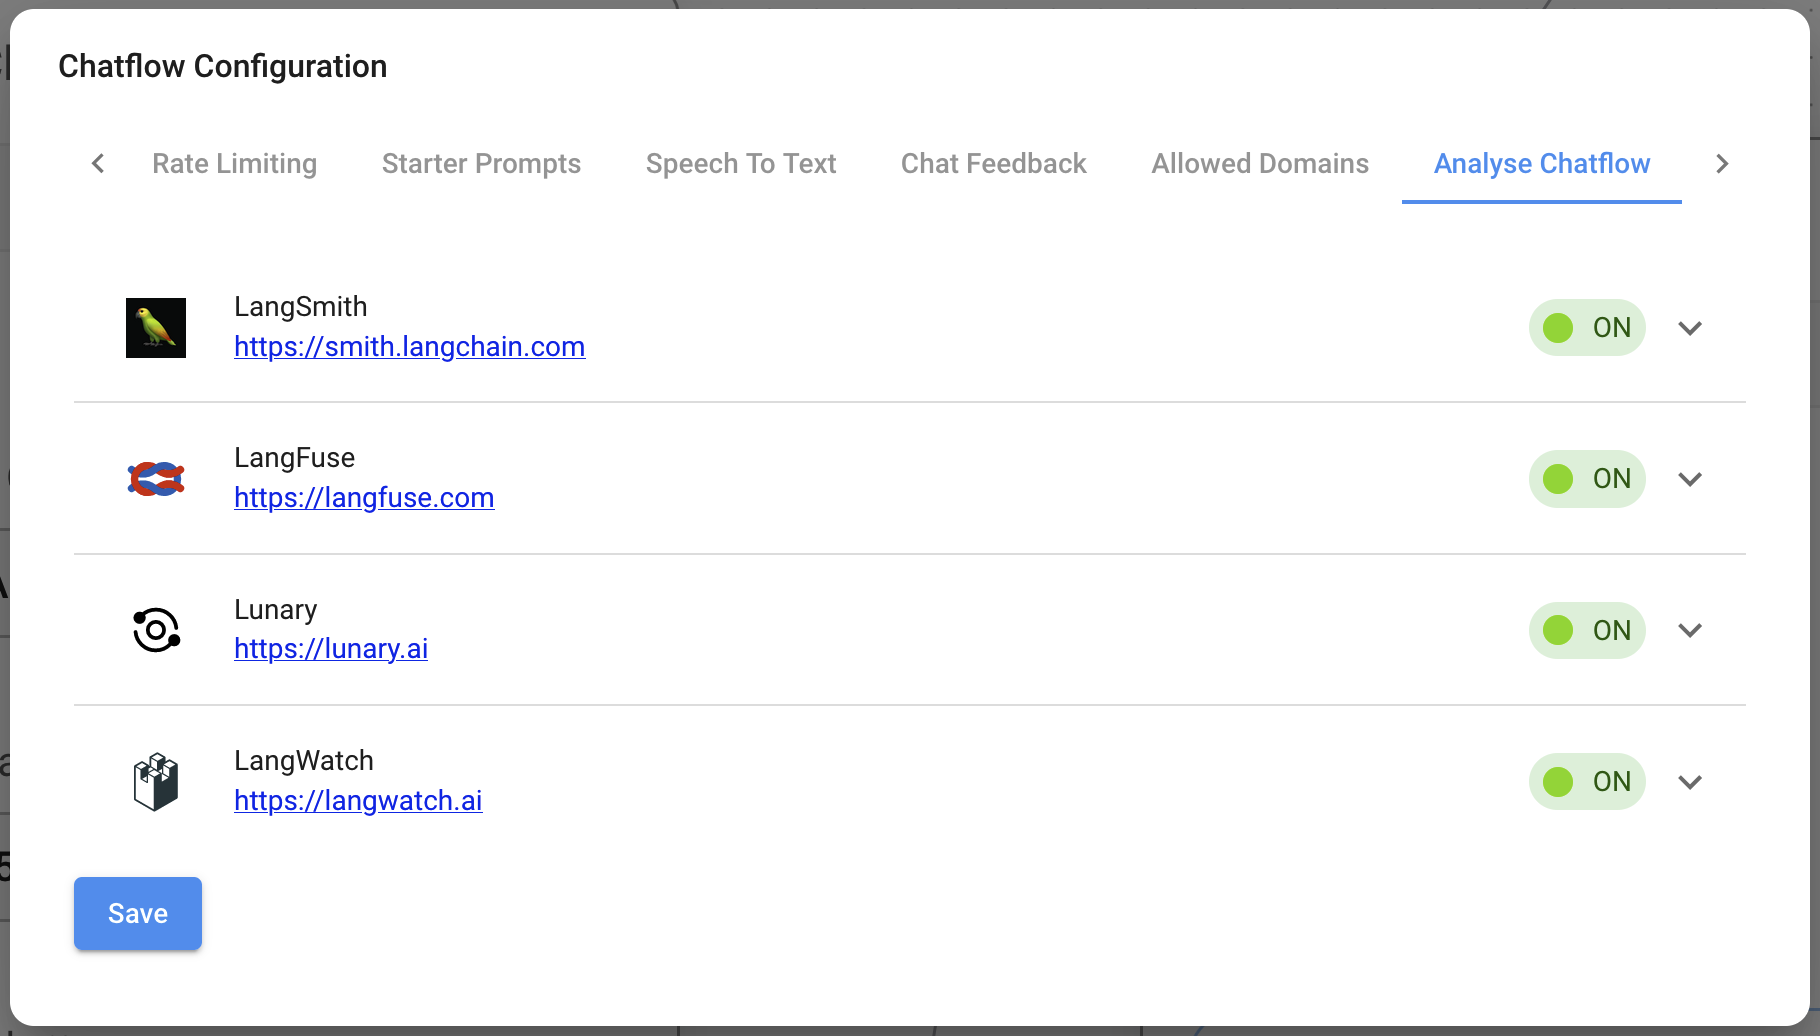 Chatflow Configuration
Rate Limiting Starter Prompts Speech To Text Chat Feedback Allowed Domains Analyse Chatflow
LangSmith
https://smith.langchain.com
ON
LangFuse
https://langfuse.com
ON
Lunary
https://lunary.ai
ON
LangWatch
https://langwatch.ai
ON
Save